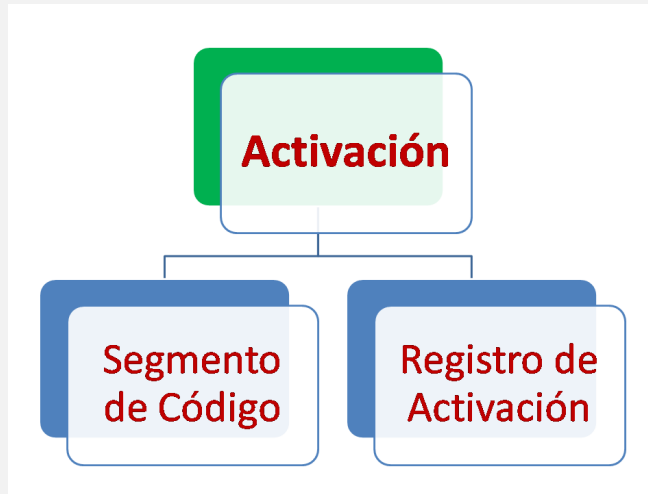 Activación
Segmento
de Código
Registro de
Activación